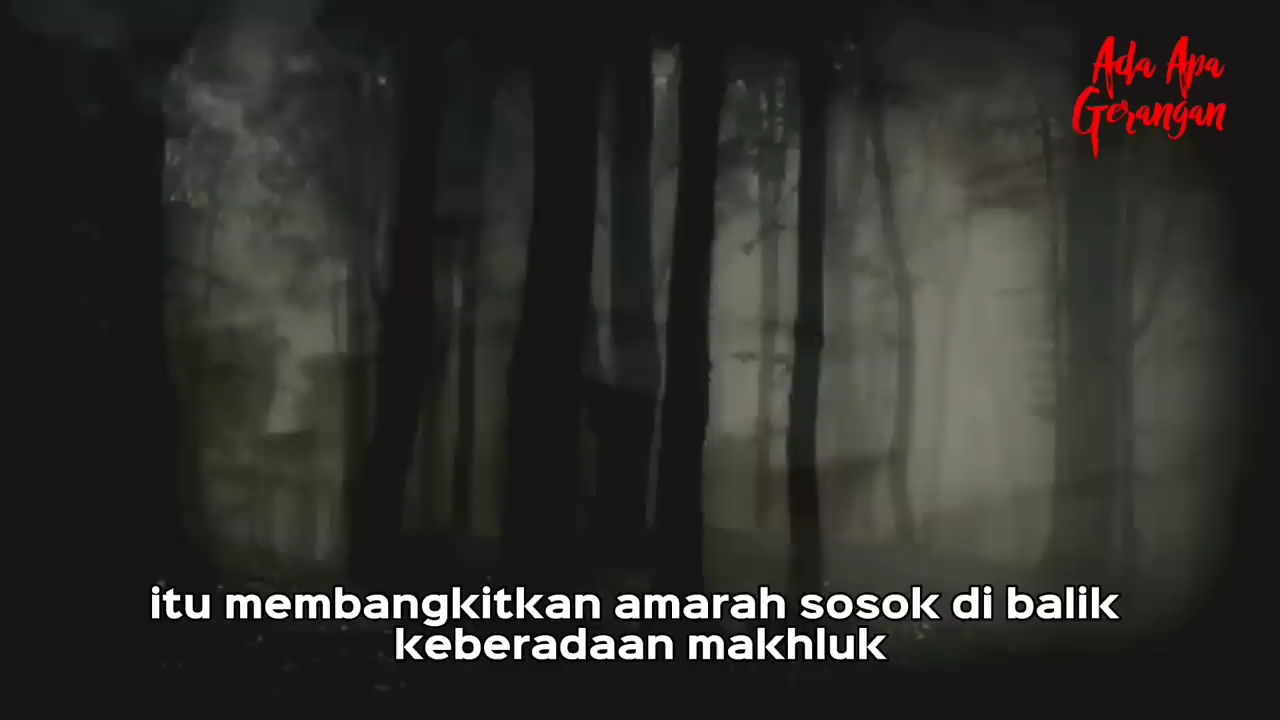 Ada Apa
Gerangan
itu membangkitkan amarah sosok di balik
keberadaan makhluk